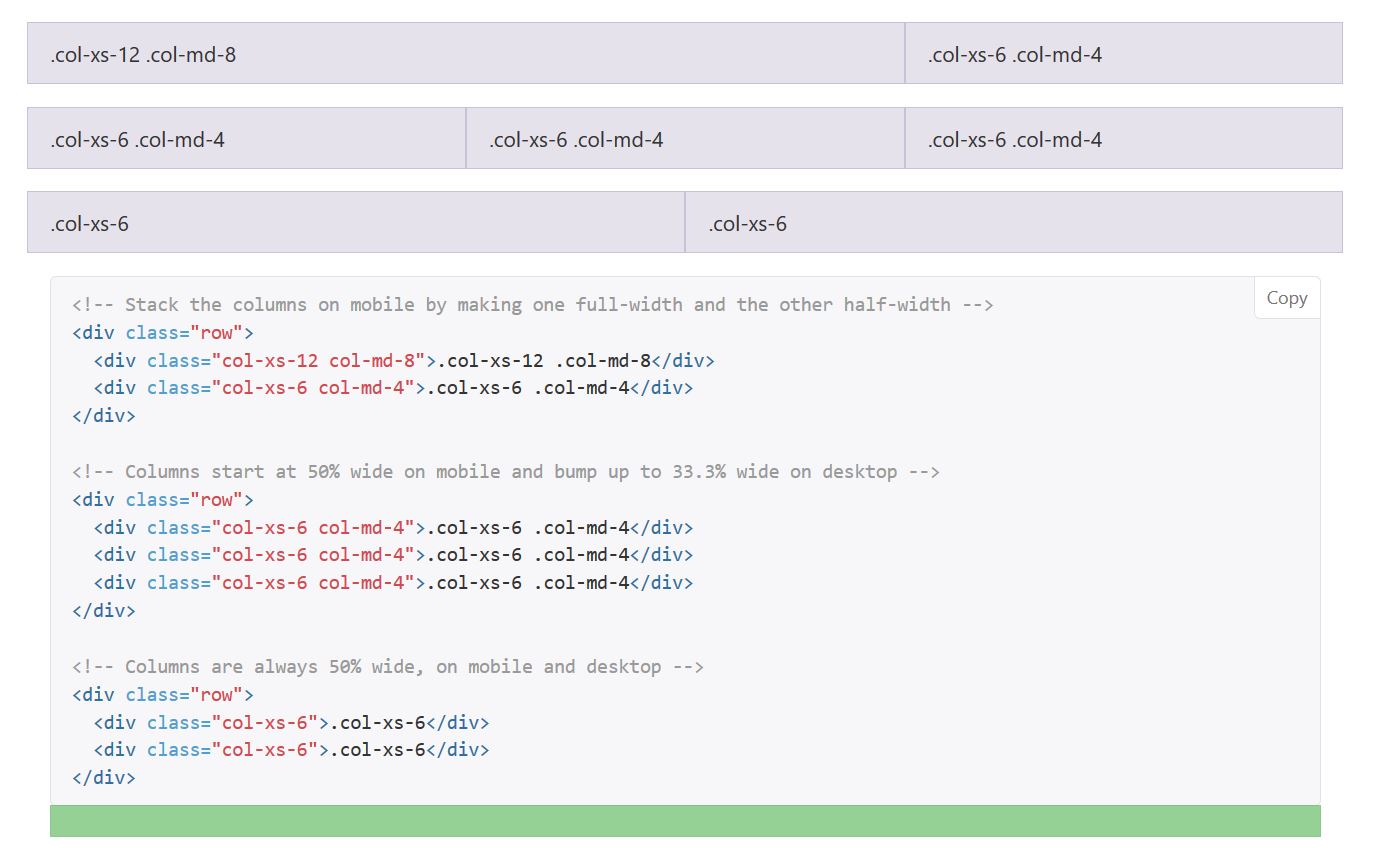 .col-xs-12 .col-md-8 .col-xs-6 .col-md-4
.col-xs-6 .col-md-4 .col-xs-6 .col-md-4 .col-xs-6 .col-md-4
.col-xs-6 .col-xs-6
Copy
<!-- Stack the columns on mobile by making one full-width and the other half-width -->
<div class="row">
  <div class="col-xs-12 col-md-8">.col-xs-12 .col-md-8</div>
  <div class="col-xs-6 col-md-4">.col-xs-6 .col-md-4</div>
</div>

<!-- Columns start at 50% wide on mobile and bump up to 33.3% wide on desktop -->
<div class="row">
  <div class="col-xs-6 col-md-4">.col-xs-6 .col-md-4</div>
  <div class="col-xs-6 col-md-4">.col-xs-6 .col-md-4</div>
  <div class="col-xs-6 col-md-4">.col-xs-6 .col-md-4</div>
</div>

<!-- Columns are always 50% wide, on mobile and desktop -->
<div class="row">
  <div class="col-xs-6">.col-xs-6</div>
  <div class="col-xs-6">.col-xs-6</div>
</div>